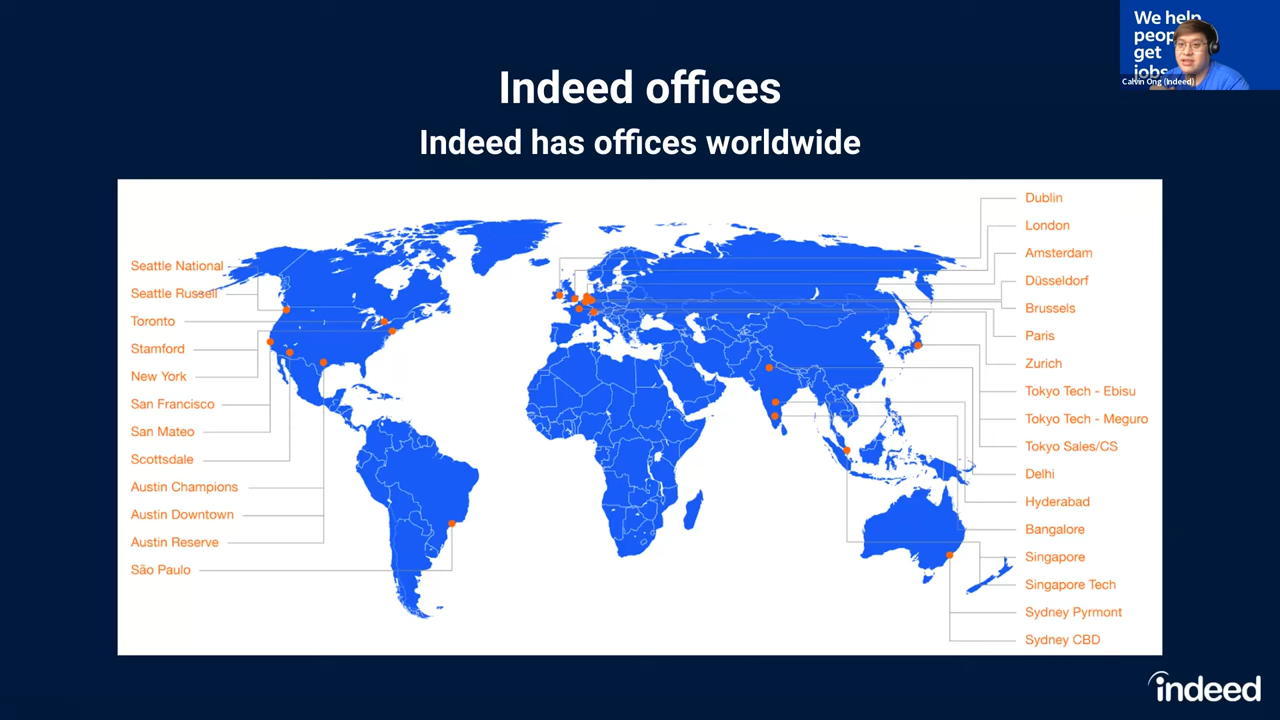 We help
people
get
jobs
Calvin Ong (Indeed)
Indeed offices
Indeed has offices worldwide
Seattle National
Seattle Russell
Toronto
Stamford
New York
San Francisco
San Mateo
Scottsdale
Austin Champions
Austin Downtown
Austin Reserve
São Paulo
Dublin
London
Amsterdam
Düsseldorf
Brussels
Paris
Zurich
Tokyo Tech - Ebisu
Tokyo Tech - Meguro
Tokyo Sales/CS
Delhi
Hyderabad
Bangalore
Singapore
Singapore Tech
Sydney Pyrmont
Sydney CBD
indeed